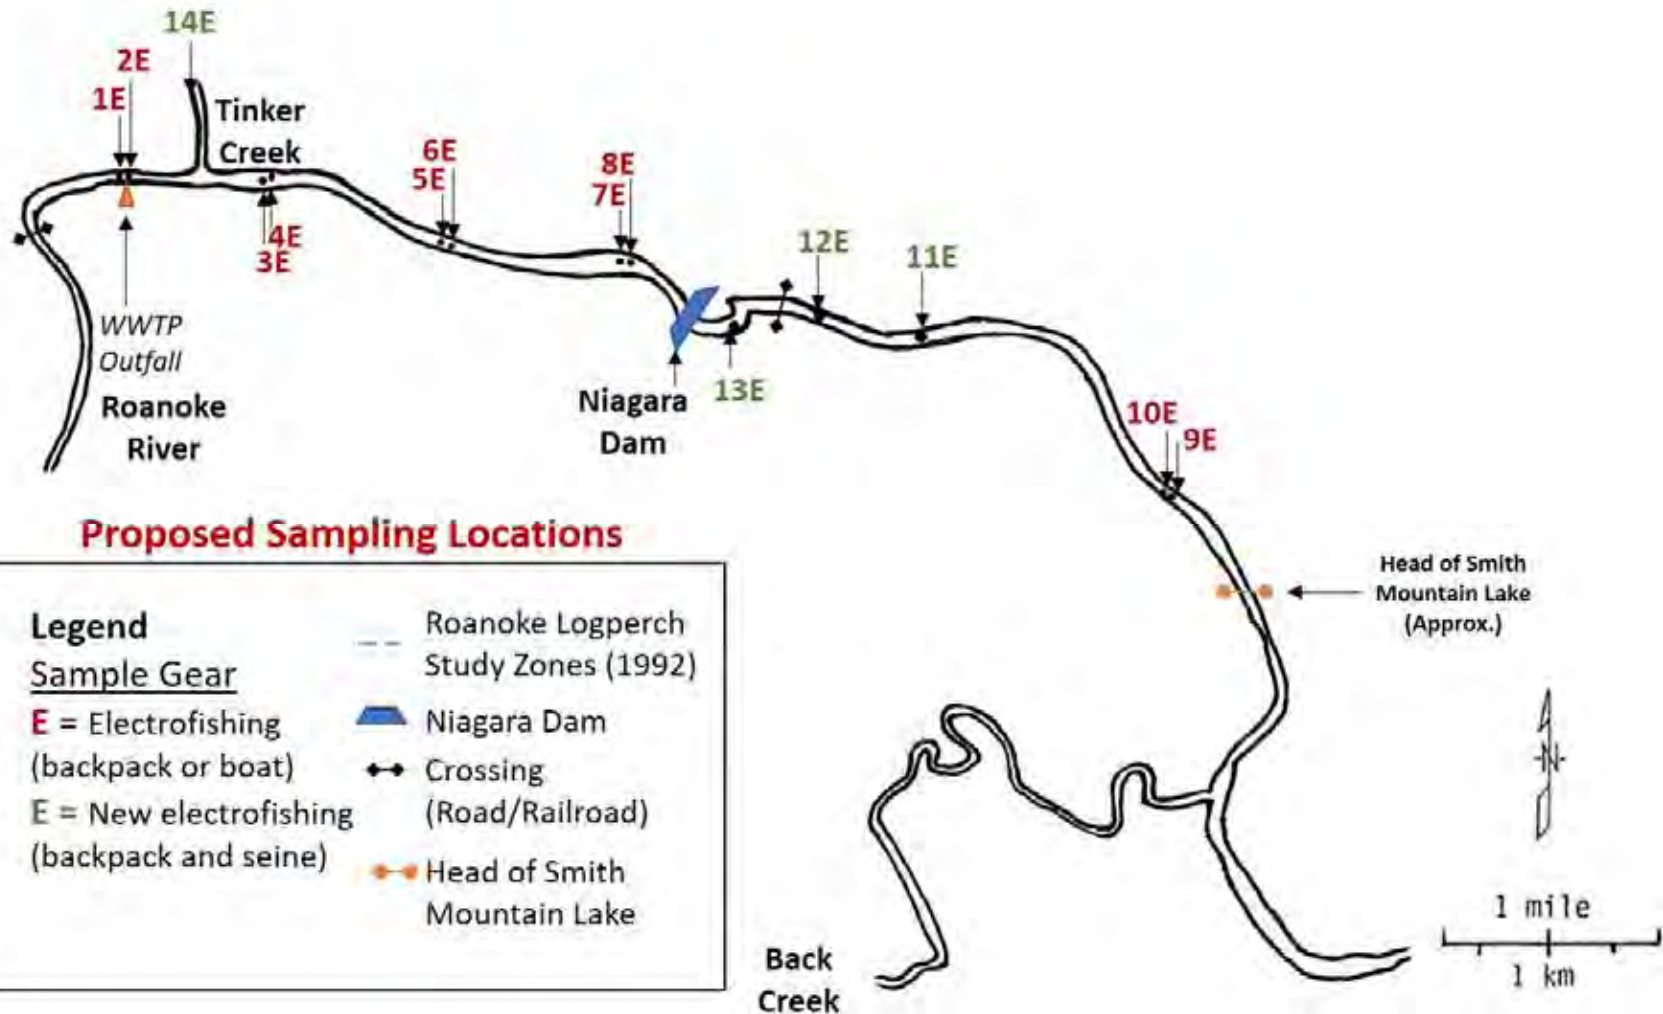 14E
2E
1E
Tinker
Creek
6E
5E
8E
7E
4E
3E
12E
11E
WWTP
Outfall
Roanoke
River
Niagara
Dam
13E
10E
9E
Proposed Sampling Locations
Head of Smith
Mountain Lake
(Approx.)
Legend
Sample Gear
E = Electrofishing
(backpack or boat)
E = New electrofishing
(backpack and seine)
Roanoke Logperch
Study Zones (1992)
Niagara Dam
Crossing
(Road/Railroad)
Head of Smith
Mountain Lake
N
1 mile
1 km
Back
Creek